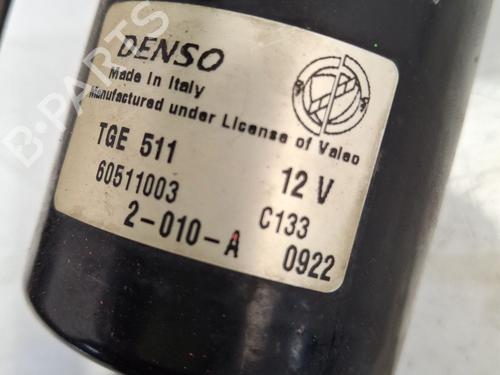 DENSO
Made in Italy
Manufactured under License of Valeo
TGE 511
12 V
60511003
C133
2-010-A
0922
B-PARTS